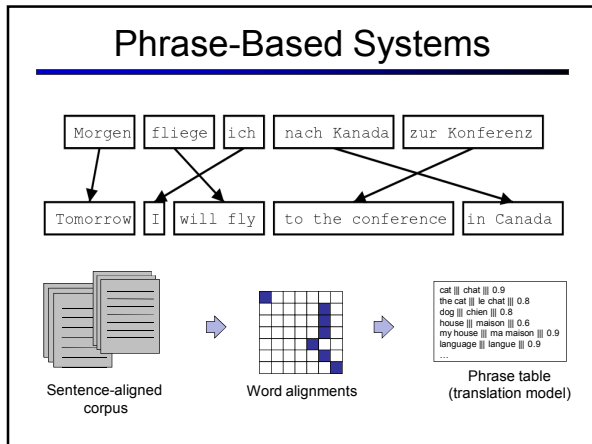 Phrase-Based Systems
Morgen fliege ich nach Kanada zur Konferenz
Tomorrow I will fly to the conference in Canada
cat ||| chat ||| 0.9
the cat ||| le chat ||| 0.8
dog ||| chien ||| 0.8
house ||| maison ||| 0.6
my house ||| ma maison ||| 0.9
language ||| langue ||| 0.9
…
Sentence-aligned
corpus
Word alignments
Phrase table
(translation model)